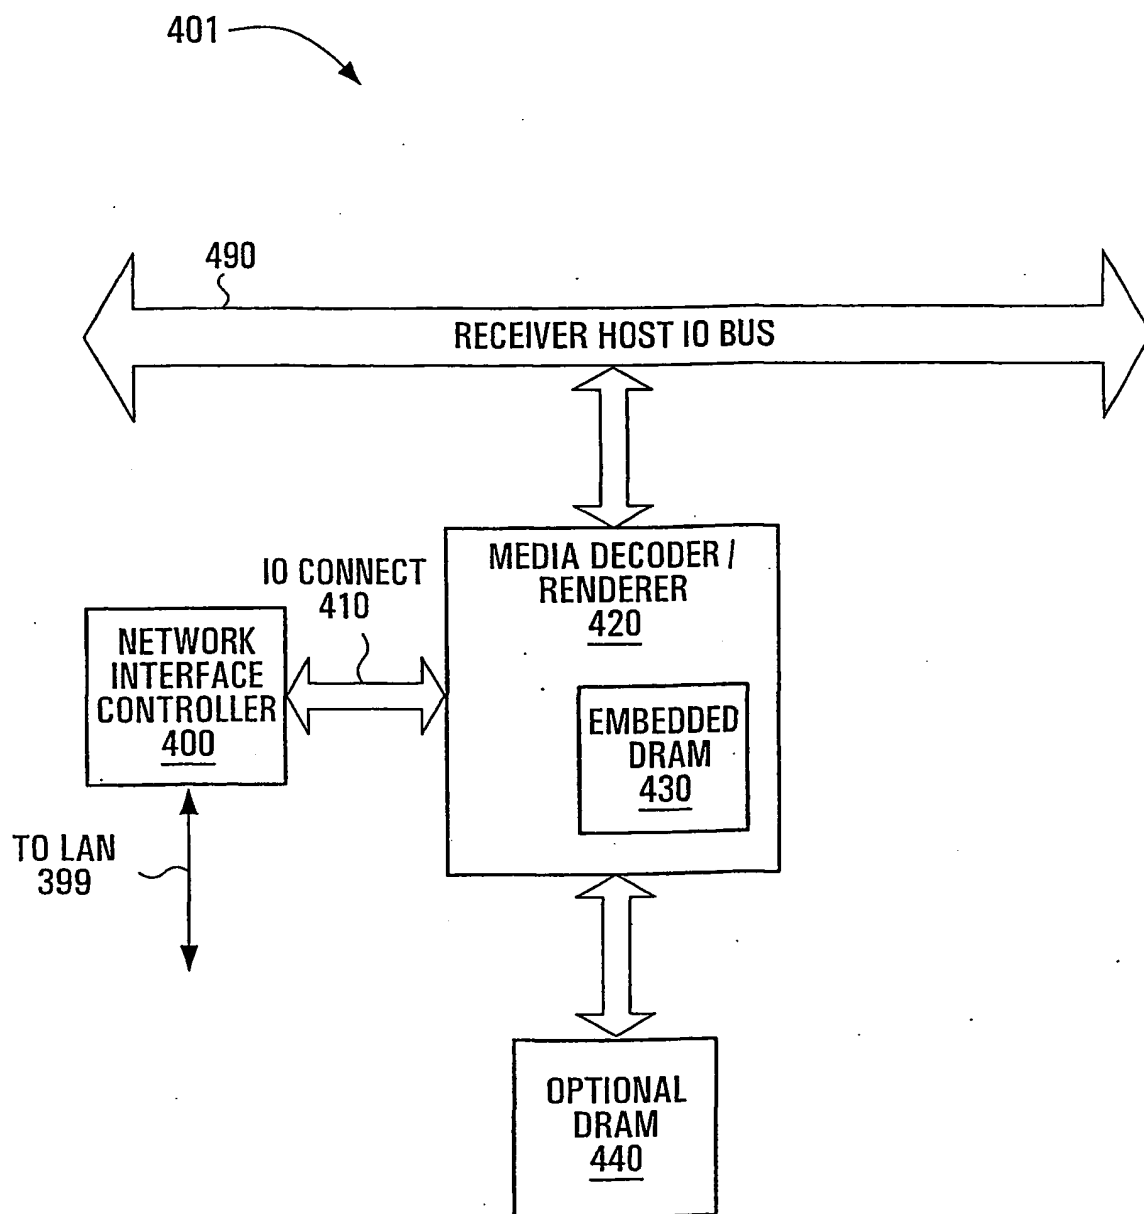 401
490
RECEIVER HOST IO BUS
MEDIA DECODER /
RENDERER
420
IO CONNECT
410
NETWORK
INTERFACE
CONTROLLER
400
EMBEDDED
DRAM
430
TO LAN
399
OPTIONAL
DRAM
440